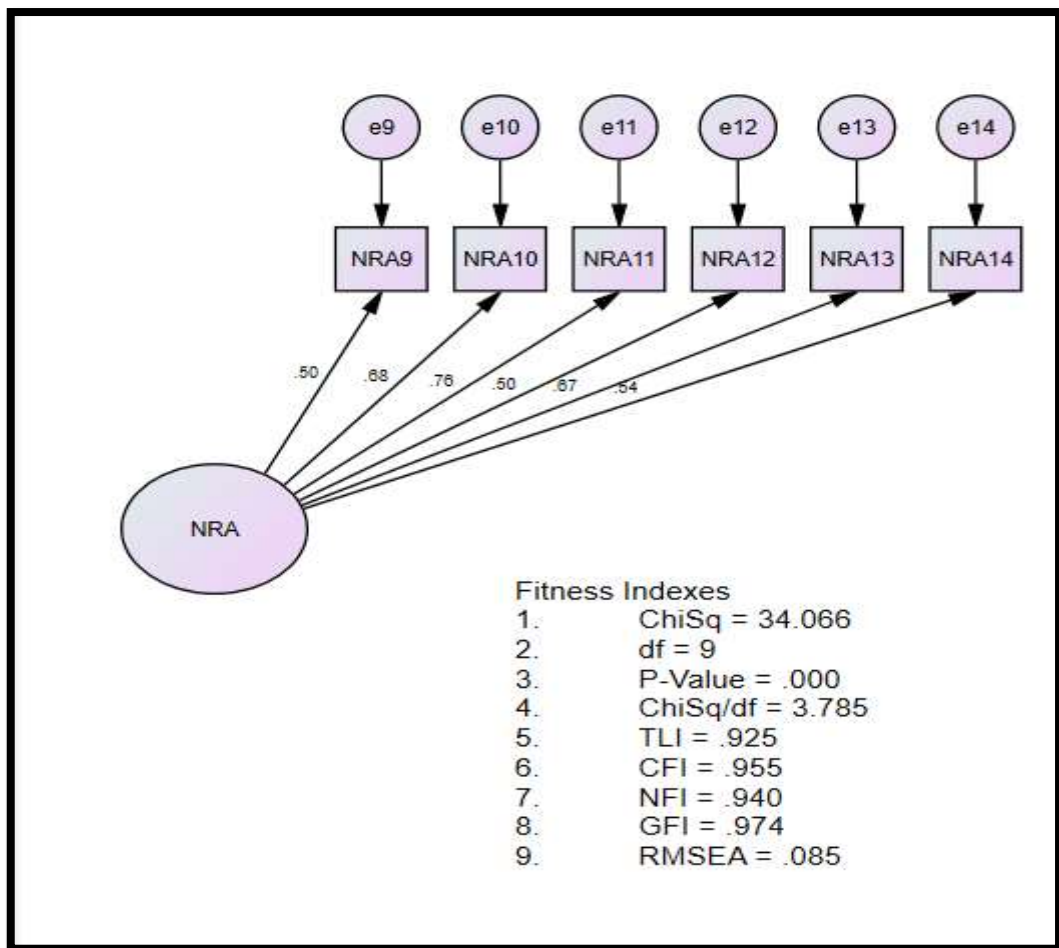 e9 e10 e11 e12 e13 e14
NRA9 NRA10 NRA11 NRA12 NRA13 NRA14
.50 .68 .76 .50 .67 .54
NRA
Fitness Indexes
1. ChiSq = 34.066
2. df = 9
3. P-Value = .000
4. ChiSq/df = 3.785
5. TLI = .925
6. CFI = .955
7. NFI = .940
8. GFI = .974
9. RMSEA = .085